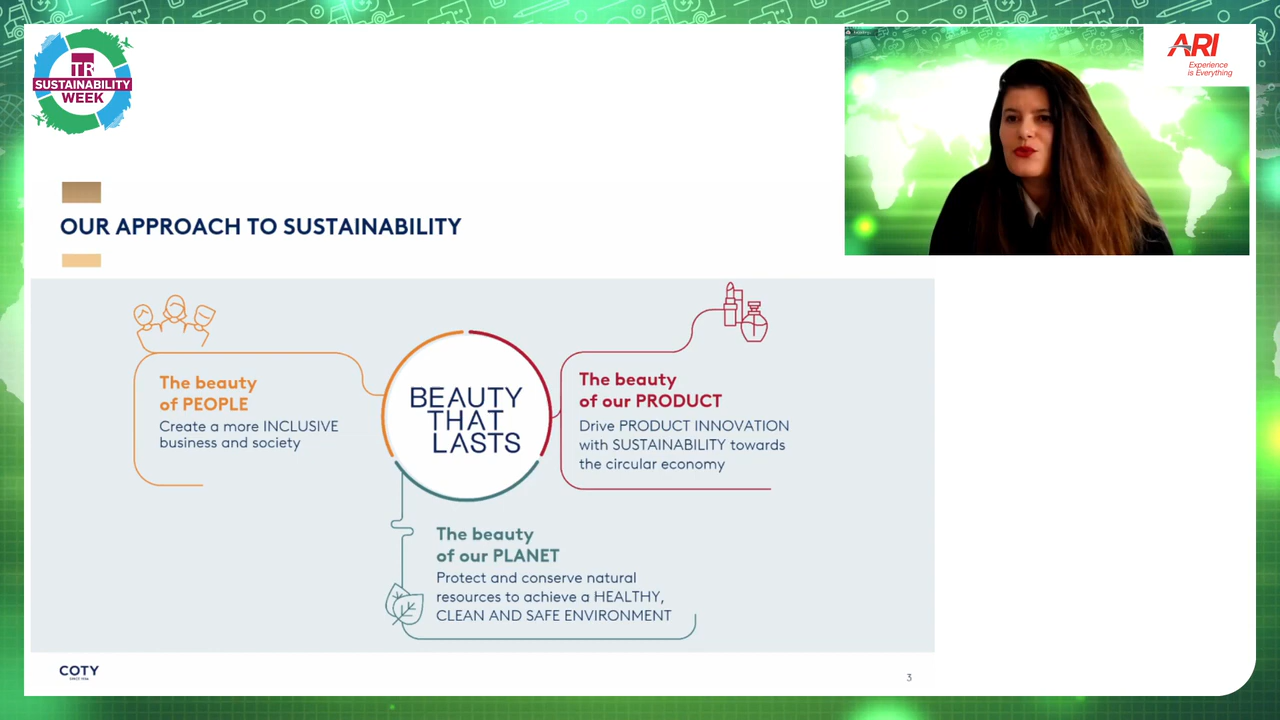 TR
SUSTAINABILITY
WEEK
ARI
Experience
is Everything
OUR APPROACH TO SUSTAINABILITY
The beauty
of PEOPLE
Create a more INCLUSIVE
business and society
BEAUTY
THAT
LASTS
The beauty
of our PRODUCT
Drive PRODUCT INNOVATION
with SUSTAINABILITY towards
the circular economy
The beauty
of our PLANET
Protect and conserve natural
resources to achieve a HEALTHY,
CLEAN AND SAFE ENVIRONMENT
COTY
SINCE 1904
3